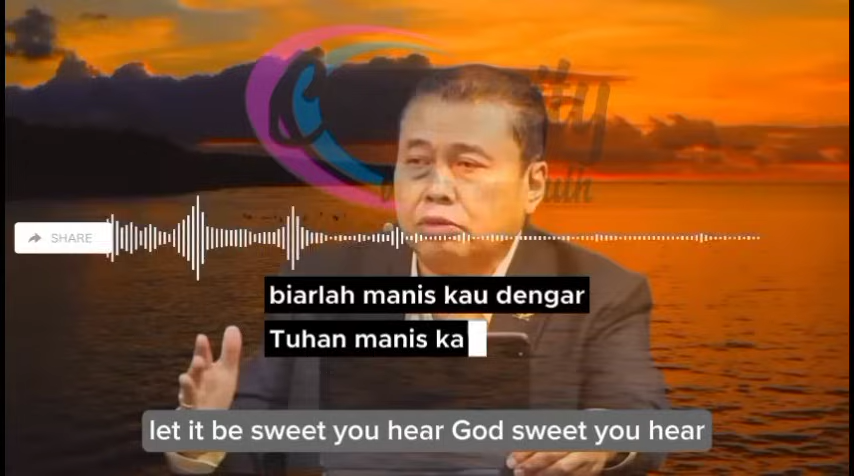 SHARE
biarlah manis kau dengar
Tuhan manis ka
let it be sweet you hear God sweet you hear